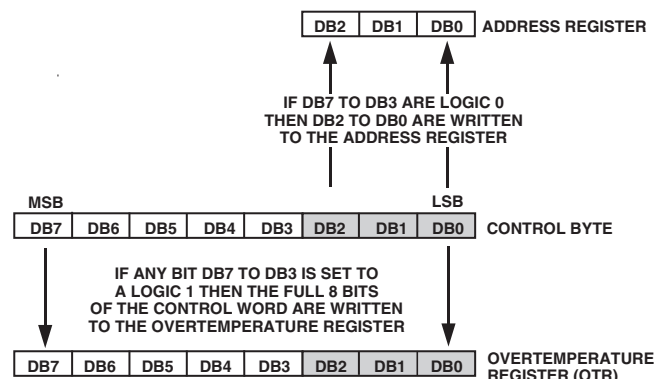 DB2 DB1 DB0 ADDRESS REGISTER
IF DB7 TO DB3 ARE LOGIC 0
THEN DB2 TO DB0 ARE WRITTEN
TO THE ADDRESS REGISTER
MSB LSB
DB7 DB6 DB5 DB4 DB3 DB2 DB1 DB0 CONTROL BYTE
IF ANY BIT DB7 TO DB3 IS SET TO
A LOGIC 1 THEN THE FULL 8 BITS
OF THE CONTROL WORD ARE WRITTEN
TO THE OVERTEMPERATURE REGISTER
DB7 DB6 DB5 DB4 DB3 DB2 DB1 DB0 OVERTEMPERATURE
REGISTER (OTR)